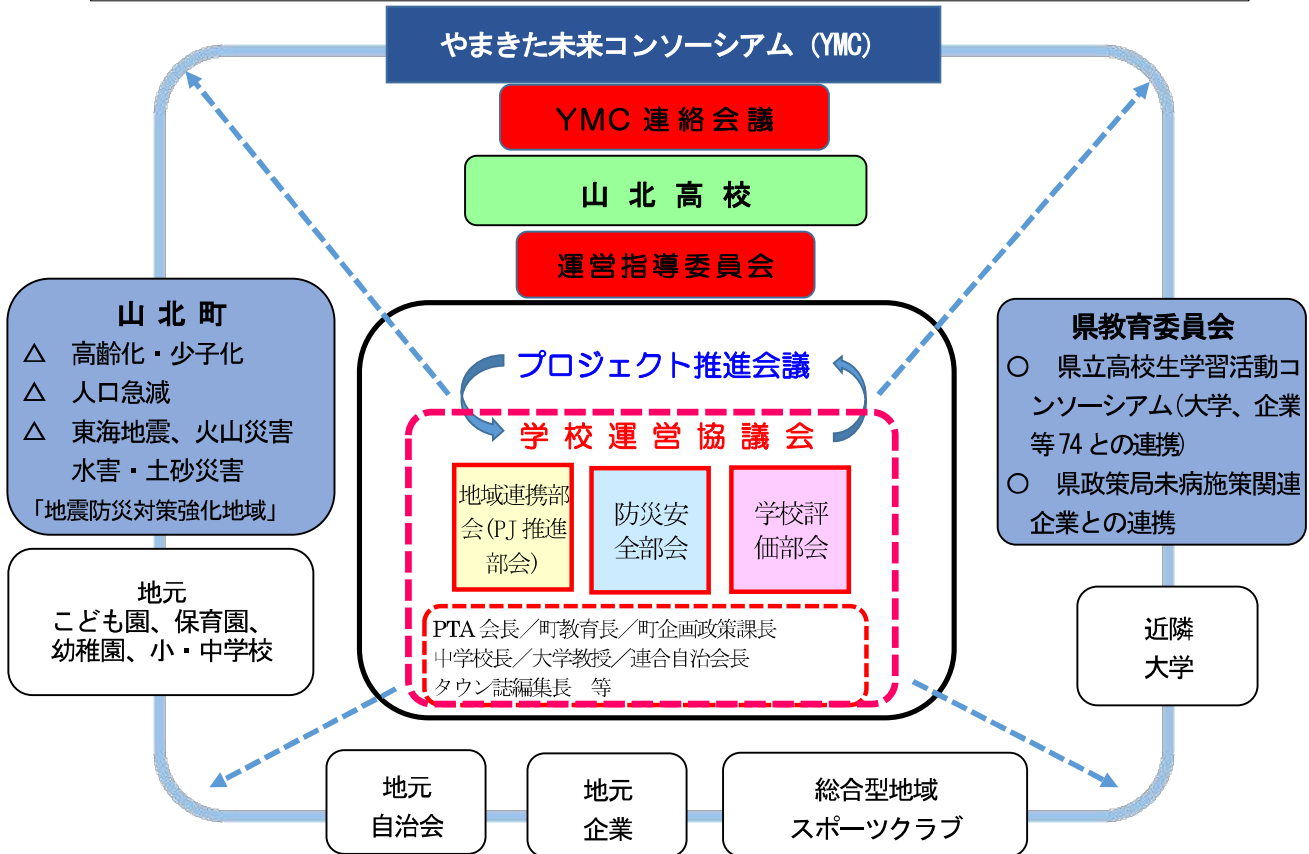 やまきた未来コンソーシアム（YMC）
YMC 連絡会議
山 北 高 校
運営指導委員会
山 北 町
△ 高齢化・少子化
△ 人口急減
△ 東海地震、火山災害
水害・土砂災害
「地震防災対策強化地域」
地元
こども園、保育園、
幼稚園、小・中学校
プロジェクト推進会議
学 校 運 営 協 議 会
地域連携部
会(PJ 推進
部会)
防災安
全部会
学校評
価部会
PTA 会長／町教育長／町企画政策課長
中学校長／大学教授／連合自治会長
タウン誌編集長 等
県教育委員会
○ 県立高校生学習活動コ
ンソーシアム(大学、企業
等 74 との連携)
○ 県政策局未病施策関連
企業との連携
近隣
大学
地元
自治会
地元
企業
総合型地域
スポーツクラブ